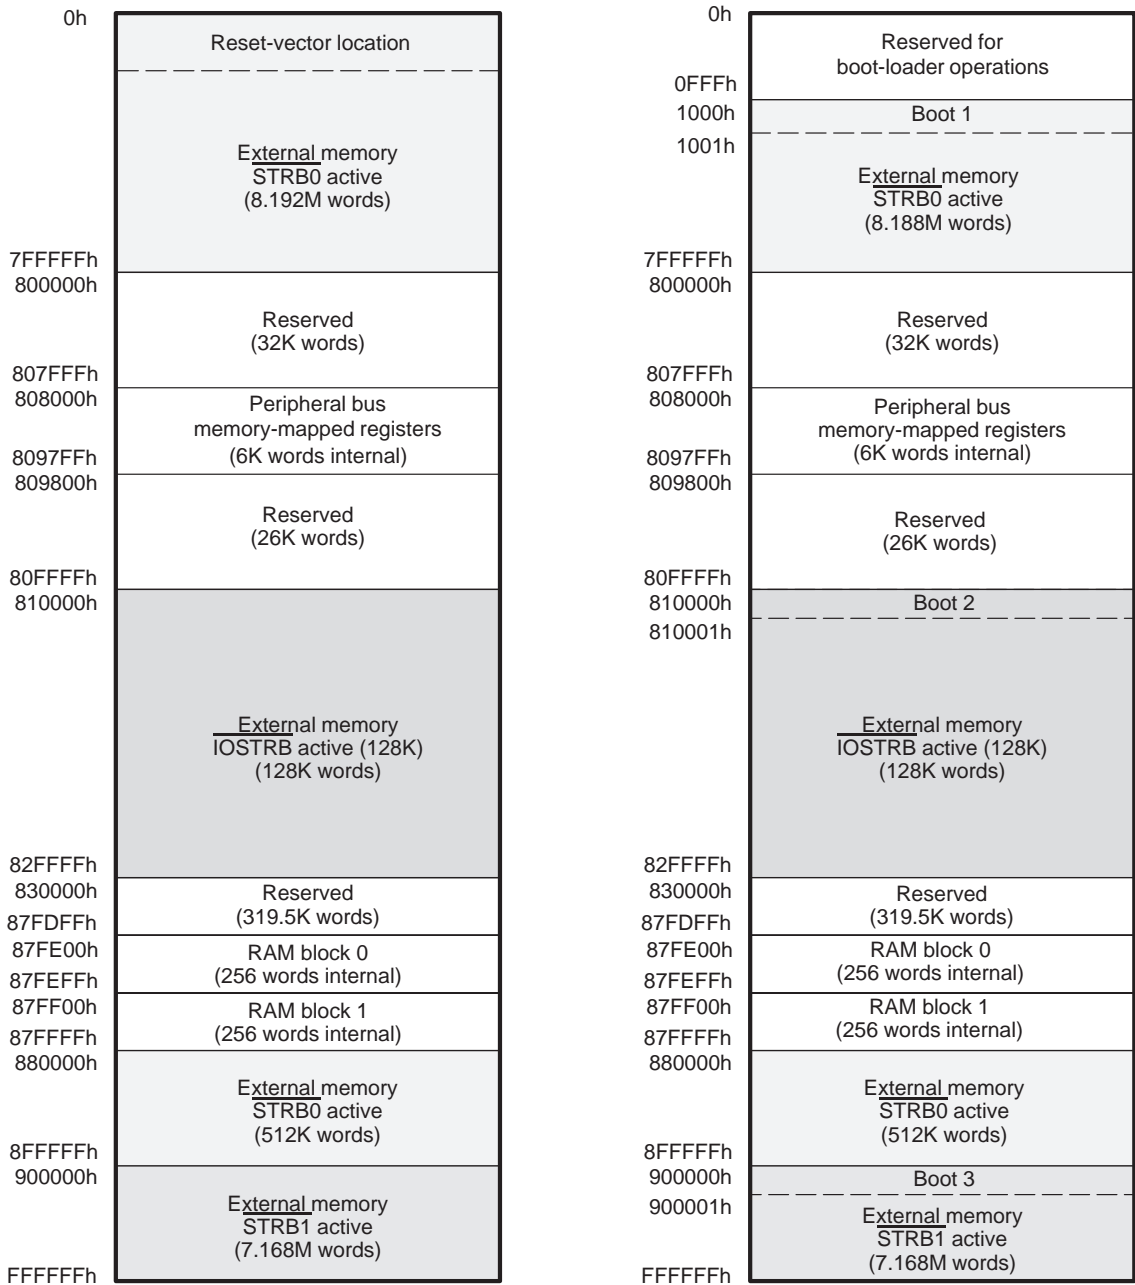 0h
Reset-vector location
External memory
STRB0 active
(8.192M words)
7FFFFFh
800000h
Reserved
(32K words)
807FFFh
808000h
Peripheral bus
memory-mapped registers
(6K words internal)
8097FFh
809800h
Reserved
(26K words)
80FFFFh
810000h
External memory
IOSTRB active (128K)
(128K words)
82FFFFh
830000h
Reserved
(319.5K words)
87FDFFh
87FE00h
RAM block 0
(256 words internal)
87FEFFh
87FF00h
RAM block 1
(256 words internal)
87FFFFh
880000h
External memory
STRB0 active
(512K words)
8FFFFFh
900000h
External memory
STRB1 active
(7.168M words)
FFFFFFh
0h
Reserved for
boot-loader operations
0FFFh
1000h
Boot 1
1001h
External memory
STRB0 active
(8.188M words)
7FFFFFh
800000h
Reserved
(32K words)
807FFFh
808000h
Peripheral bus
memory-mapped registers
(6K words internal)
8097FFh
809800h
Reserved
(26K words)
80FFFFh
810000h
Boot 2
810001h
External memory
IOSTRB active (128K)
(128K words)
82FFFFh
830000h
Reserved
(319.5K words)
87FDFFh
87FE00h
RAM block 0
(256 words internal)
87FEFFh
87FF00h
RAM block 1
(256 words internal)
87FFFFh
880000h
External memory
STRB0 active
(512K words)
8FFFFFh
900000h
Boot 3
900001h
External memory
STRB1 active
(7.168M words)
FFFFFFh